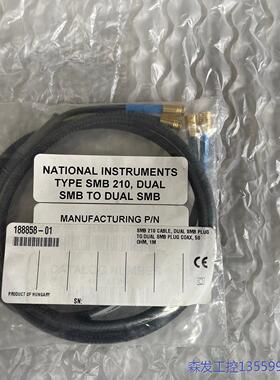 NATIONAL INSTRUMENTS
TYPE SMB 210, DUAL
SMB TO DUAL SMB
MANUFACTURING P/N
188858-01
SMB 210 CABLE, DUAL SMB PLUG
TO DUAL SMB PLUG COAX, 50
OHM, 1M
PRODUCT OF HUNGARY
SN:
森发工控135599